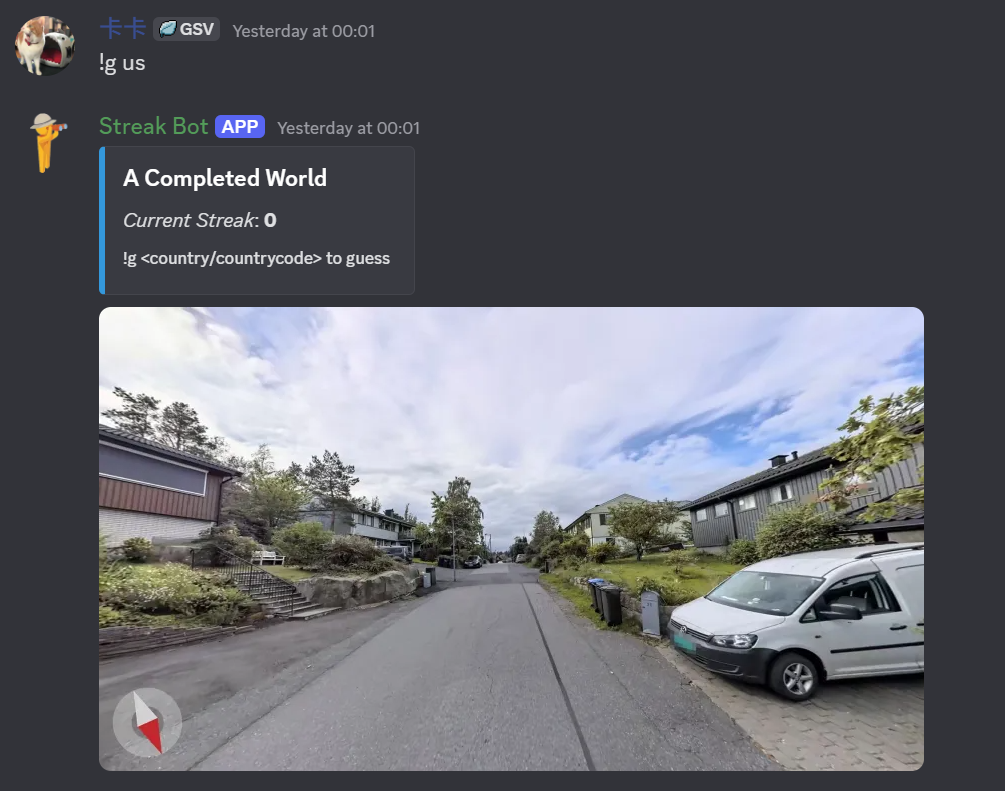 卡卡 GSV Yesterday at 00:01
!g us
Streak Bot APP Yesterday at 00:01
A Completed World
Current Streak: 0
!g <country/countrycode> to guess